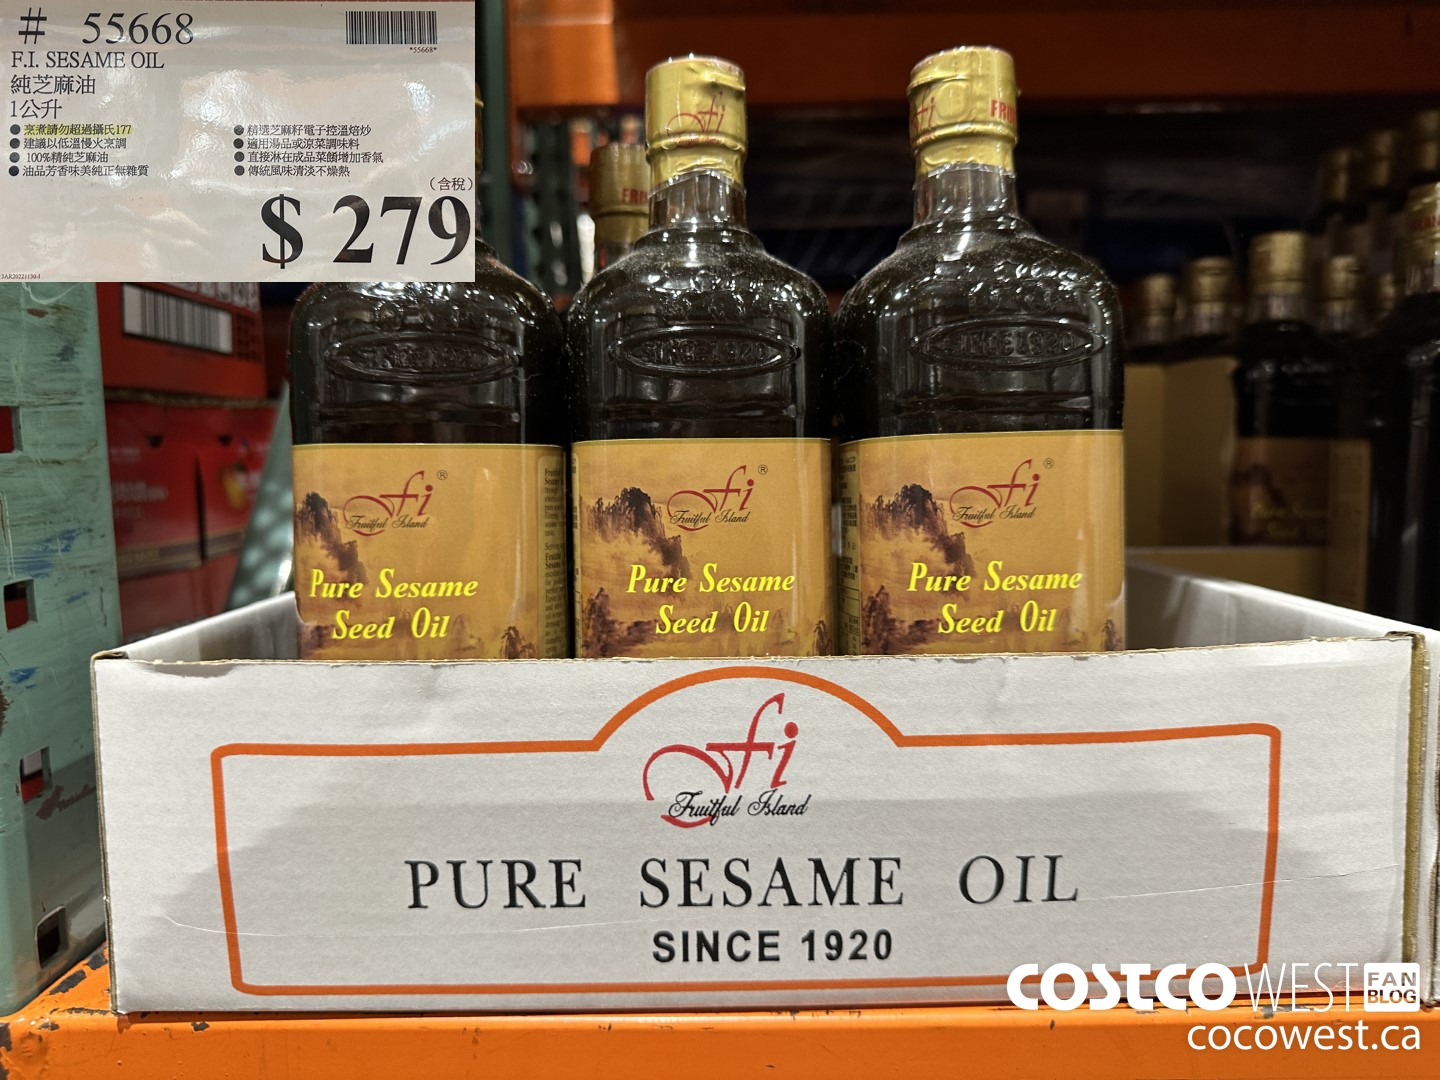 # 55668
*55668*
F.I. SESAME OIL
純芝麻油
1公升
● 烹煮請勿超過攝氏177
● 建議以低溫慢火烹調
● 100%精純芝麻油
● 油品芳香味美純正無雜質
● 精選芝麻籽電子控溫焙炒
● 適用湯品或涼菜調味料
● 直接淋在成品菜餚增加香氣
● 傳統風味清淡不燥熱
(含稅)
$ 279
SINCE 1920
SINCE 1920
fi®
Fruitful Island
Pure Sesame
Seed Oil
fi®
Fruitful Island
Pure Sesame
Seed Oil
fi®
Fruitful Island
Pure Sesame
Seed Oil
fi
Fruitful Island
PURE SESAME OIL
SINCE 1920
COSTCO WEST FAN BLOG
cocowest.ca